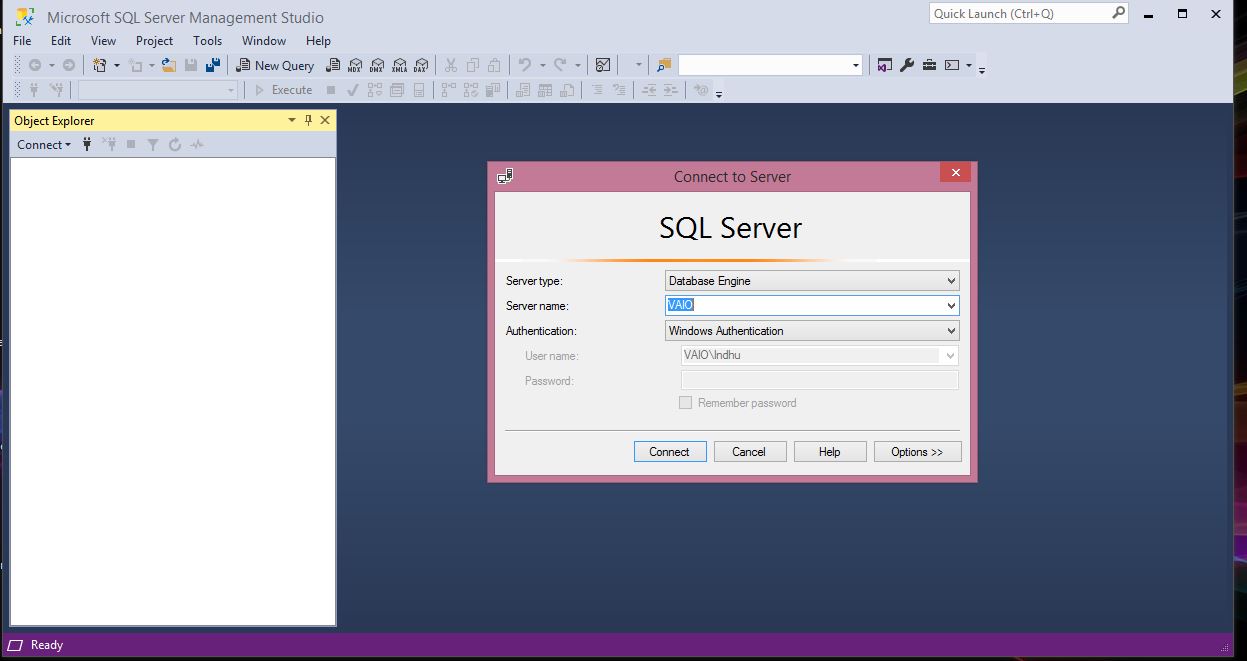 Microsoft SQL Server Management Studio
Quick Launch (Ctrl+Q)
File Edit View Project Tools Window Help
New Query MDX DMX XMLA DAX
Execute
Object Explorer
Connect
Connect to Server
SQL Server
Server type: Database Engine
Server name: VAIO
Authentication: Windows Authentication
User name: VAIO\Indhu
Password:
Remember password
Connect Cancel Help Options >>
Ready